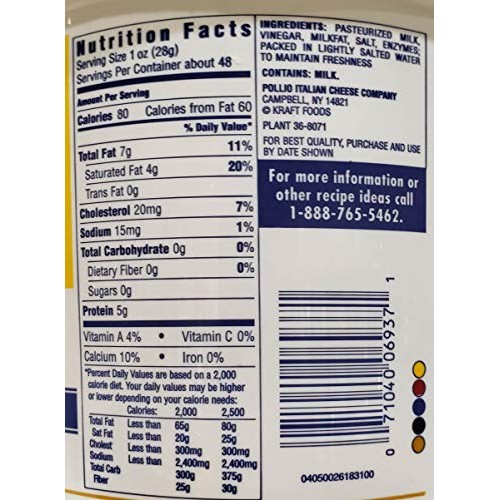 Nutrition Facts
Serving Size 1 oz (28g)
Servings Per Container about 48
Amount Per Serving
Calories 80 Calories from Fat 60
% Daily Value*
Total Fat 7g 11%
Saturated Fat 4g 20%
Trans Fat 0g
Cholesterol 20mg 7%
Sodium 15mg 1%
Total Carbohydrate 0g 0%
Dietary Fiber 0g 0%
Sugars 0g
Protein 5g
Vitamin A 4% • Vitamin C 0%
Calcium 10% • Iron 0%
*Percent Daily Values are based on a 2,000
calorie diet. Your daily values may be higher
or lower depending on your calorie needs:
Calories: 2,000 2,500
Total Fat Less than 65g 80g
Sat Fat Less than 20g 25g
Cholest Less than 300mg 300mg
Sodium Less than 2,400mg 2,400mg
Total Carb 300g 375g
Fiber 25g 30g
INGREDIENTS: PASTEURIZED MILK,
VINEGAR, MILKFAT, SALT, ENZYMES;
PACKED IN LIGHTLY SALTED WATER
TO MAINTAIN FRESHNESS
CONTAINS: MILK.
POLLIO ITALIAN CHEESE COMPANY
CAMPBELL, NY 14821
© KRAFT FOODS
PLANT 36-8071
FOR BEST QUALITY, PURCHASE AND USE
BY DATE SHOWN
For more information or
other recipe ideas call
1-888-765-5462.
0 71040 06937 1
04050026183100